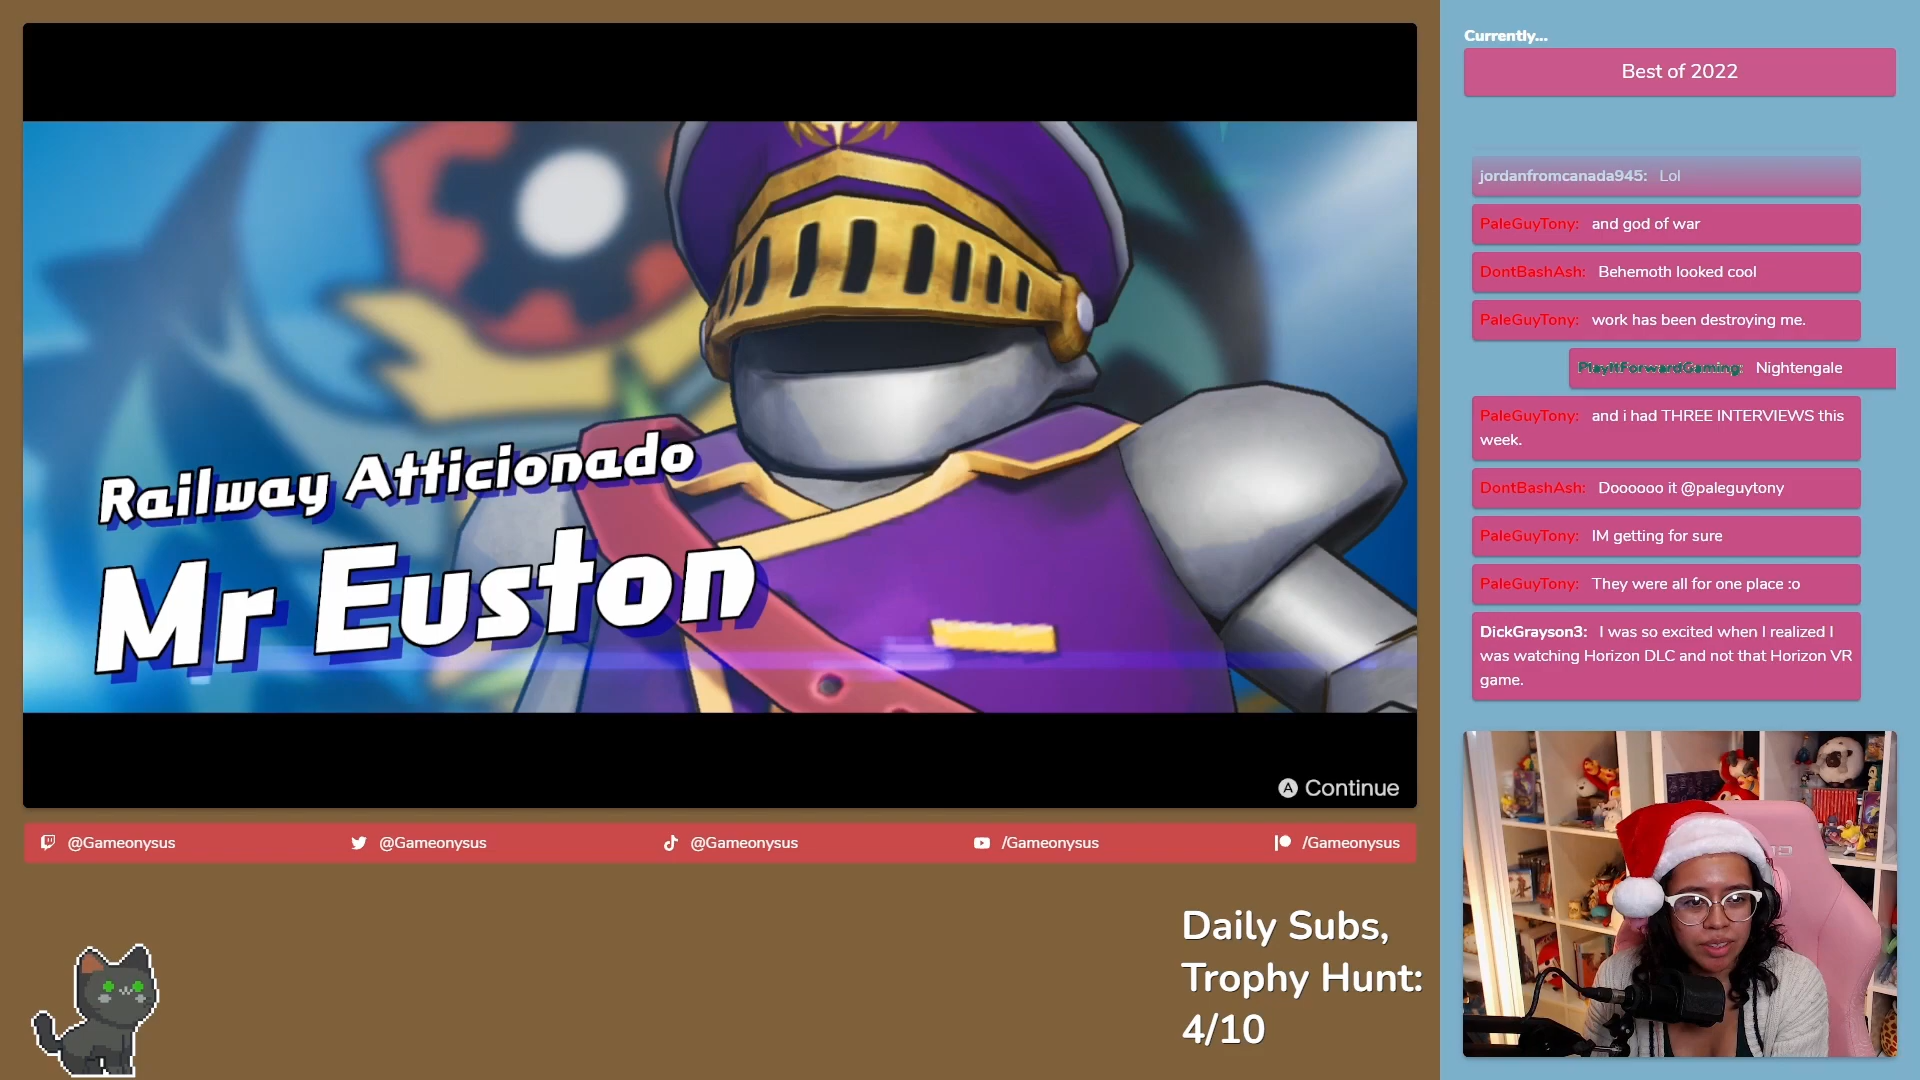 Currently...
Best of 2022
jordanfromcanada945: Lol
PaleGuyTony: and god of war
DontBashAsh: Behemoth looked cool
PaleGuyTony: work has been destroying me.
PlayItForwardGaming: Nightengale
PaleGuyTony: and i had THREE INTERVIEWS this
week.
DontBashAsh: Doooooo it @paleguytony
PaleGuyTony: IM getting for sure
PaleGuyTony: They were all for one place :o
DickGrayson3: I was so excited when I realized I
was watching Horizon DLC and not that Horizon VR
game.
Railway Afficionado
Mr Euston
A Continue
@Gameonysus
@Gameonysus
@Gameonysus
/Gameonysus
/Gameonysus
Daily Subs,
Trophy Hunt:
4/10